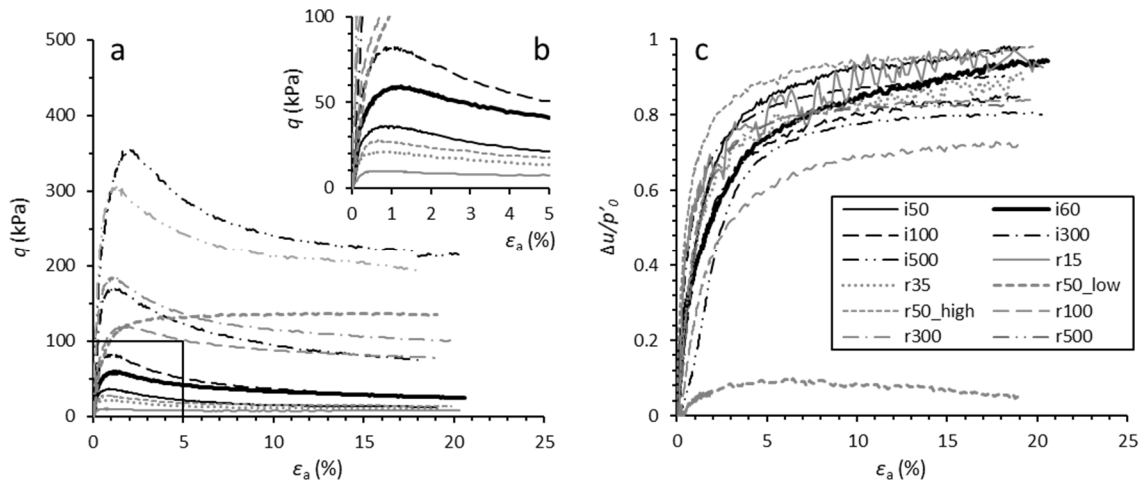 a
500
400
300
250
200
100
0
q (kPa)
0 5 10 15 20 25
εa (%)
b
100
50
0
q (kPa)
0 1 2 3 4 5
εa (%)
c
1
0.8
0.6
0.4
0.2
0
Δu/p'0
0 5 10 15 20 25
εa (%)
i50 i60
i100 i300
i500 r15
r35 r50_low
r50_high r100
r300 r500